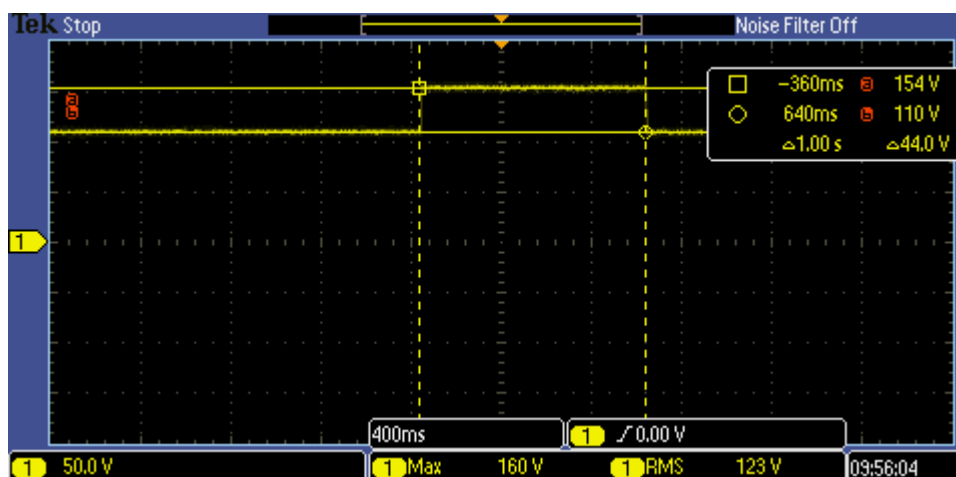 Tek Stop Noise Filter Off
a −360ms a 154 V
b 640ms b 110 V
△1.00 s △44.0 V
1
400ms 1 0.00 V
1 50.0 V 1 Max 160 V 1 RMS 123 V 09:56:04